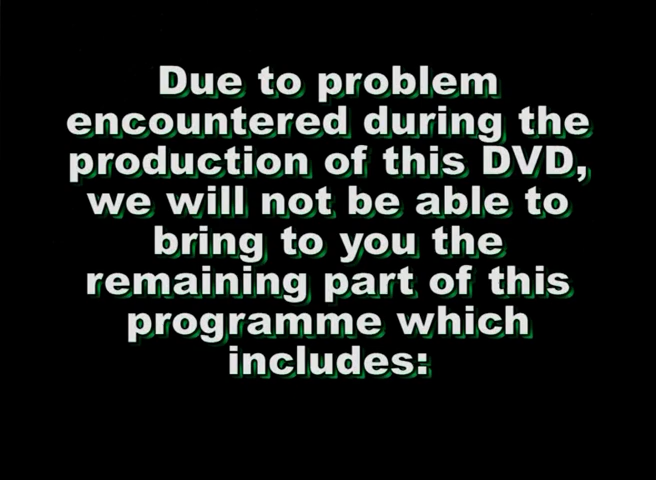 Due to problem
encountered during the
production of this DVD,
we will not be able to
bring to you the
remaining part of this
programme which
includes: